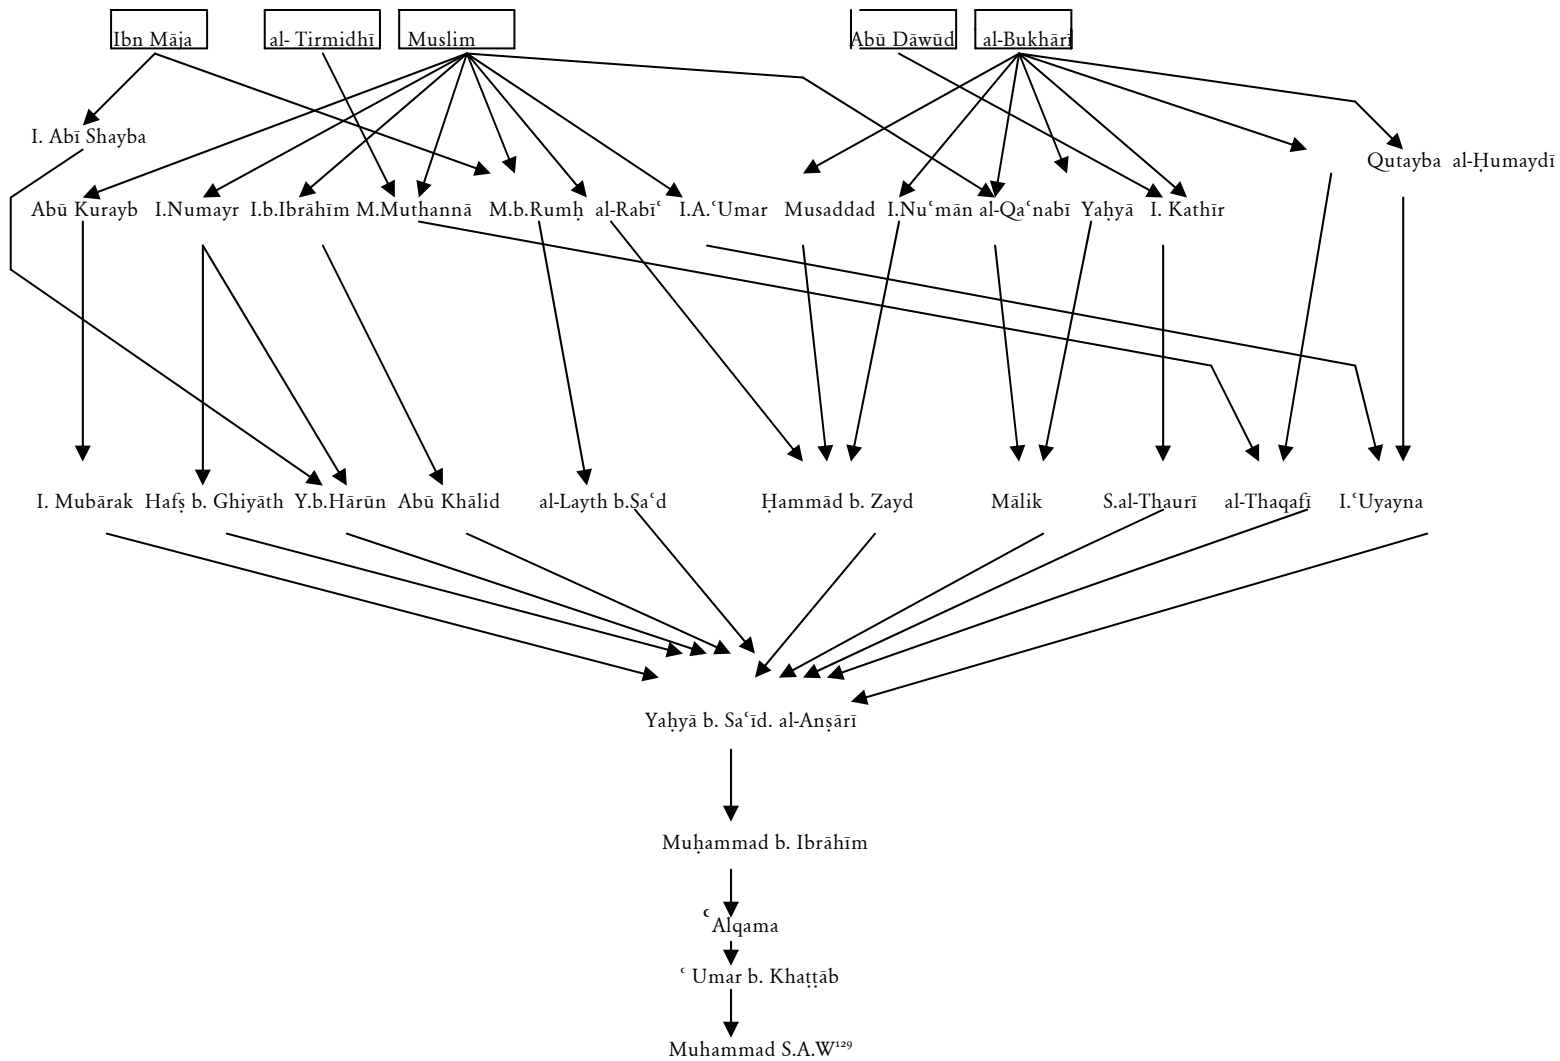 Ibn Māja al- Tirmidhī Muslim Abū Dāwūd al-Bukhārī
I. Abī Shayba
Qutayba al-Ḥumaydī
Abū Kurayb I.Numayr I.b.Ibrāhīm M.Muthannā M.b.Rumḥ al-Rabīʿ I.A.ʿUmar Musaddad I.Nuʿmān al-Qaʿnabī Yaḥyā I. Kathīr
I. Mubārak Hafṣ b. Ghiyāth Y.b.Hārūn Abū Khālid al-Layth b.Saʿd Ḥammād b. Zayd Mālik S.al-Thaurī al-Thaqafī I.ʿUyayna
Yaḥyā b. Saʿīd. al-Anṣārī
Muḥammad b. Ibrāhīm
ʿAlqama
ʿ Umar b. Khaṭṭāb
Muhammad S.A.W¹²⁹